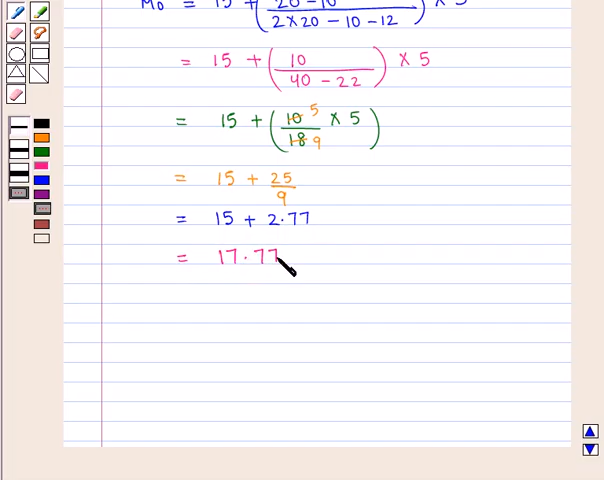 Mo = 15 + (20 - 10 / 2 × 20 - 10 - 12) × 5
= 15 + (10 / 40 - 22) × 5
= 15 + (10 5 / 18 9 × 5)
= 15 + 25 / 9
= 15 + 2·77
= 17·77